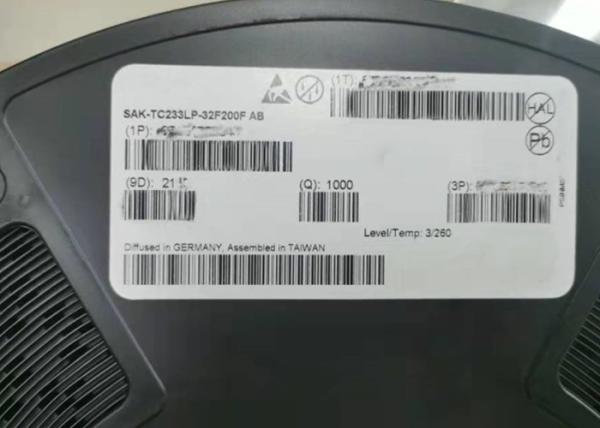 (1T):
SAK-TC233LP-32F200F AB
HAL
(1P):
Pb
(9D): 21
(Q): 1000
(3P):
Level/Temp: 3/260
Diffused in GERMANY, Assembled in TAIWAN